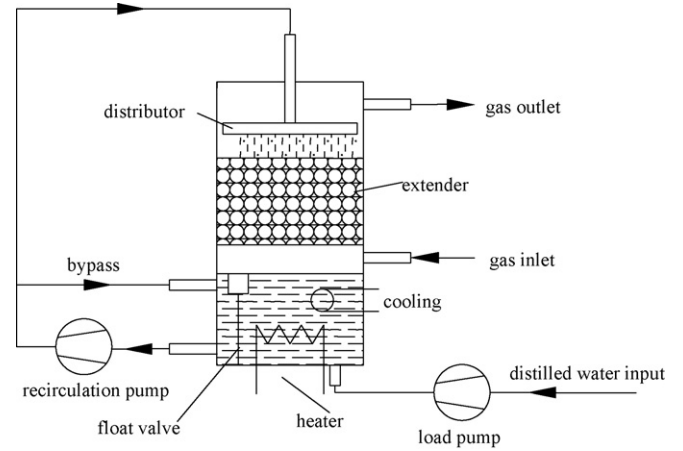 distributor
gas outlet
extender
gas inlet
bypass
cooling
recirculation pump
distilled water input
float valve
heater
load pump